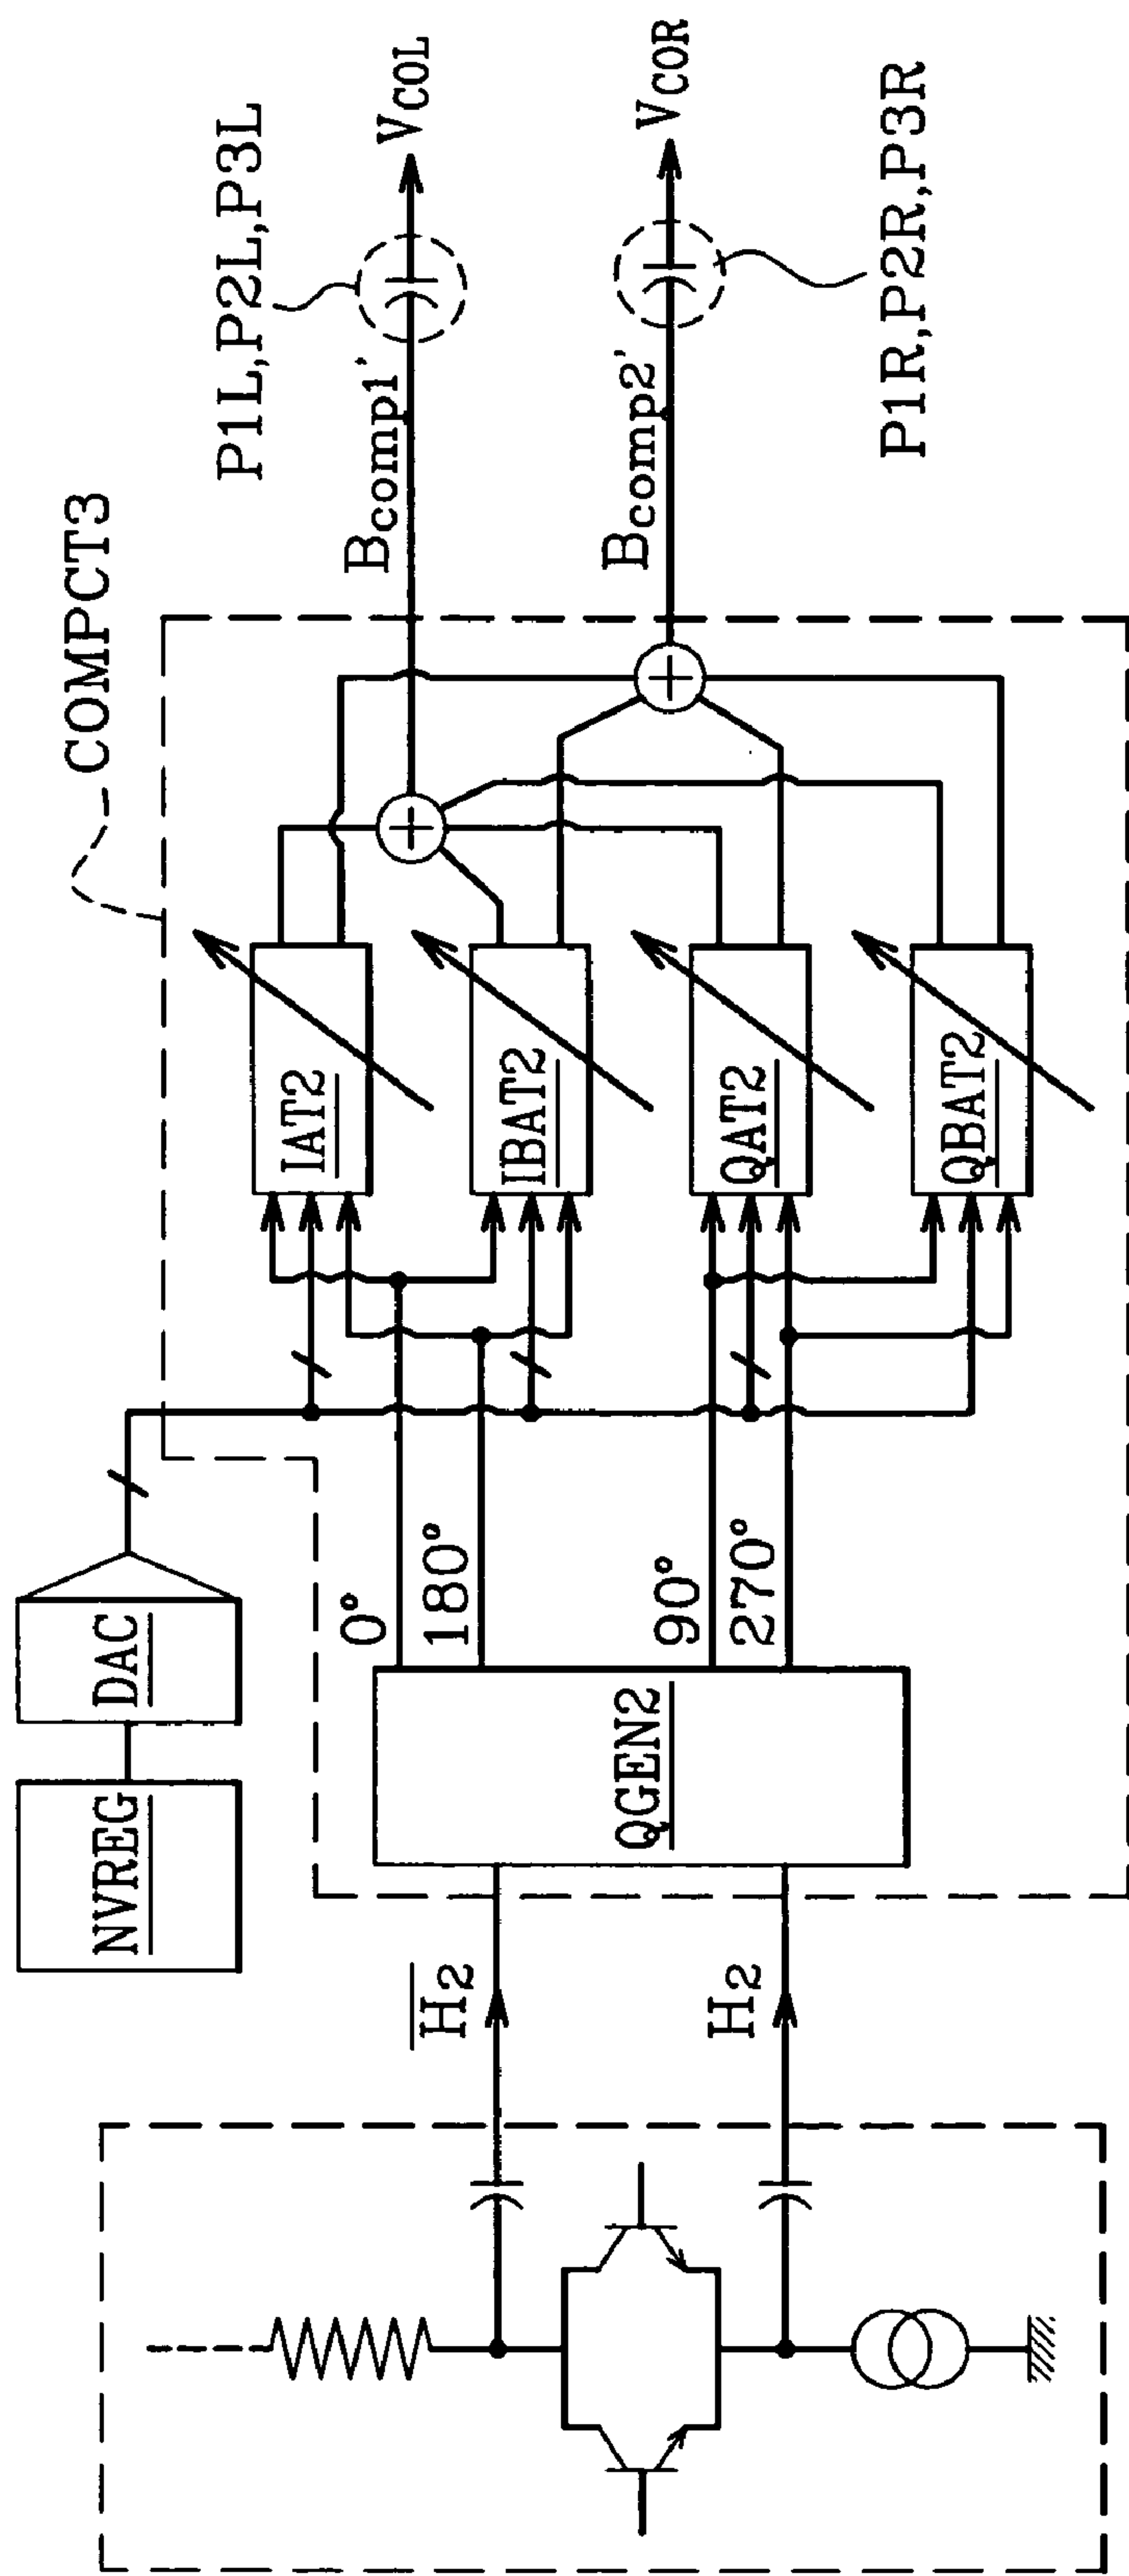 COMPCT3
P1L,P2L,P3L
NVREG
DAC
H2
H2
QGEN2
0°
180°
90°
270°
IAT2
IBAT2
QAT2
QBAT2
Bcomp1'
VCOL
Bcomp2'
VCOR
P1R,P2R,P3R